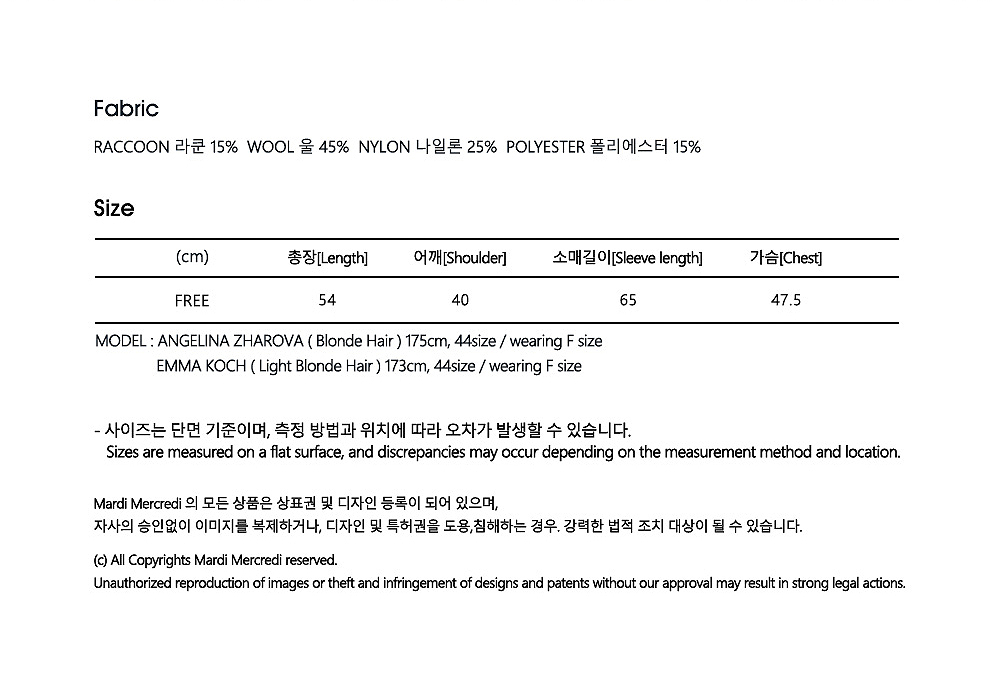 Fabric
RACCOON 라쿤 15% WOOL 울 45% NYLON 나일론 25% POLYESTER 폴리에스터 15%
Size
(cm) 총장[Length] 어깨[Shoulder] 소매길이[Sleeve length] 가슴[Chest]
FREE 54 40 65 47.5
MODEL : ANGELINA ZHAROVA ( Blonde Hair ) 175cm, 44size / wearing F size
EMMA KOCH ( Light Blonde Hair ) 173cm, 44size / wearing F size
- 사이즈는 단면 기준이며, 측정 방법과 위치에 따라 오차가 발생할 수 있습니다.
Sizes are measured on a flat surface, and discrepancies may occur depending on the measurement method and location.
Mardi Mercredi 의 모든 상품은 상표권 및 디자인 등록이 되어 있으며,
자사의 승인없이 이미지를 복제하거나, 디자인 및 특허권을 도용,침해하는 경우. 강력한 법적 조치 대상이 될 수 있습니다.
(c) All Copyrights Mardi Mercredi reserved.
Unauthorized reproduction of images or theft and infringement of designs and patents without our approval may result in strong legal actions.